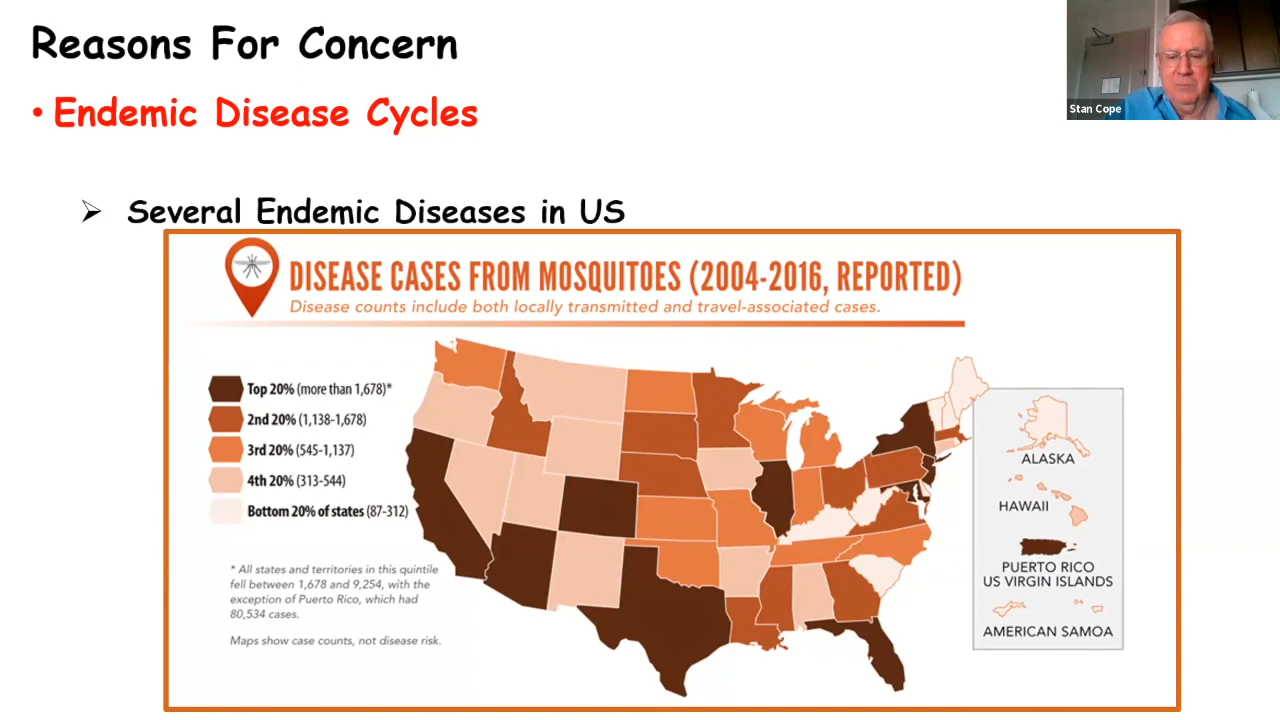 Reasons For Concern
• Endemic Disease Cycles
Stan Cope
➢ Several Endemic Diseases in US
DISEASE CASES FROM MOSQUITOES (2004-2016, REPORTED)
Disease counts include both locally transmitted and travel-associated cases.
Top 20% (more than 1,678)*
2nd 20% (1,138-1,678)
3rd 20% (545-1,137)
4th 20% (313-544)
Bottom 20% of states (87-312)
* All states and territories in this quintile
fell between 1,678 and 9,254, with the
exception of Puerto Rico, which had
80,534 cases.
Maps show case counts, not disease risk.
ALASKA
HAWAII
PUERTO RICO
US VIRGIN ISLANDS
AMERICAN SAMOA